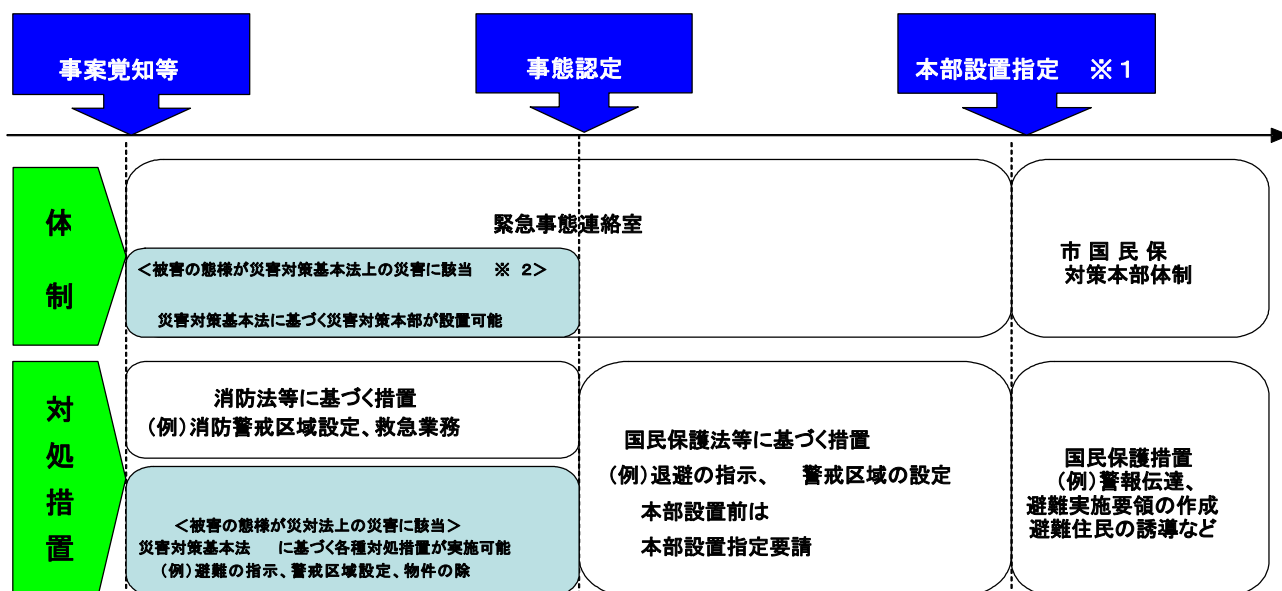 事案覚知等
事態認定
本部設置指定 ※1
体制
緊急事態連絡室
<被害の態様が災害対策基本法上の災害に該当 ※ 2>
災害対策基本法に基づく災害対策本部が設置可能
市 国 民 保
対策本部体制
対処措置
消防法等に基づく措置
(例)消防警戒区域設定、救急業務
<被害の態様が災対法上の災害に該当>
災害対策基本法 に基づく各種対処措置が実施可能
(例)避難の指示、警戒区域設定、物件の除
国民保護法等に基づく措置
(例)退避の指示、 警戒区域の設定
本部設置前は
本部設置指定要請
国民保護措置
(例)警報伝達、
避難実施要領の作成
避難住民の誘導など